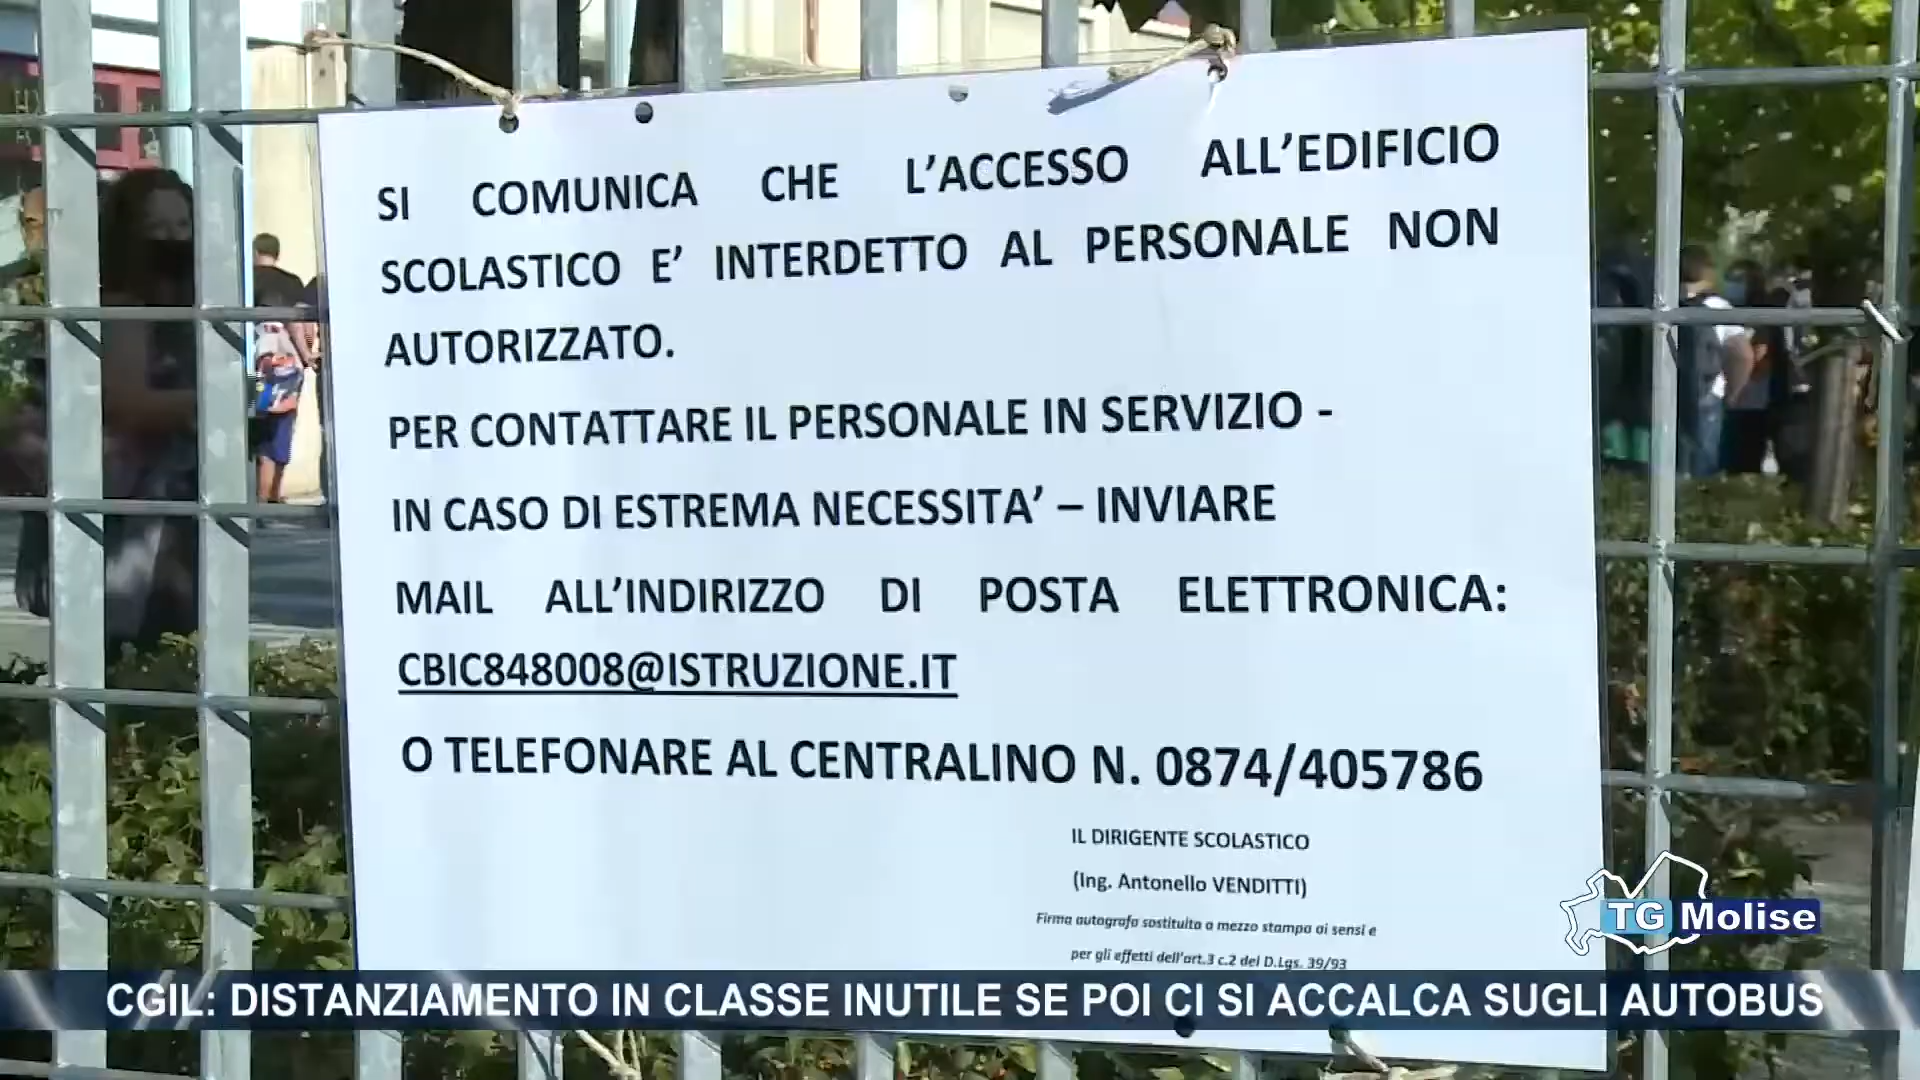 SI COMUNICA CHE L'ACCESSO ALL'EDIFICIO
SCOLASTICO E' INTERDETTO AL PERSONALE NON
AUTORIZZATO.
PER CONTATTARE IL PERSONALE IN SERVIZIO -
IN CASO DI ESTREMA NECESSITA' – INVIARE
MAIL ALL'INDIRIZZO DI POSTA ELETTRONICA:
CBIC848008@ISTRUZIONE.IT
O TELEFONARE AL CENTRALINO N. 0874/405786
IL DIRIGENTE SCOLASTICO
(Ing. Antonello VENDITTI)
Firma autografa sostituita a mezzo stampa ai sensi e
per gli effetti dell'art.3 c.2 del D.Lgs. 39/93
TG Molise
CGIL: DISTANZIAMENTO IN CLASSE INUTILE SE POI CI SI ACCALCA SUGLI AUTOBUS